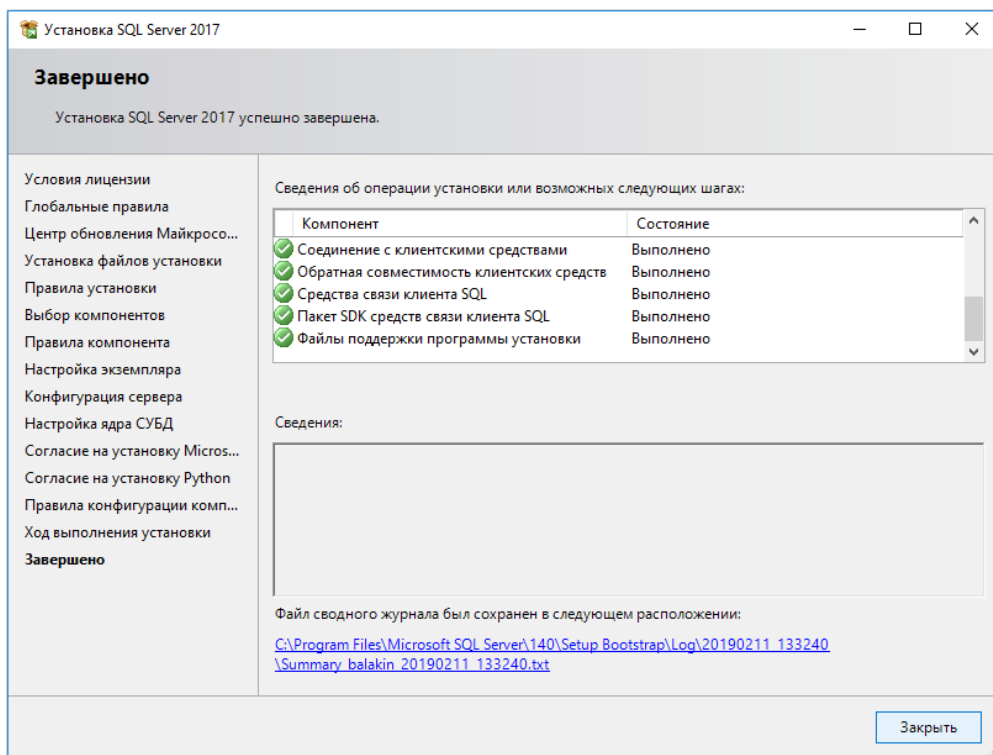 Установка SQL Server 2017
Завершено
Установка SQL Server 2017 успешно завершена.
Условия лицензии
Глобальные правила
Центр обновления Майкросо...
Установка файлов установки
Правила установки
Выбор компонентов
Правила компонента
Настройка экземпляра
Конфигурация сервера
Настройка ядра СУБД
Согласие на установку Micros...
Согласие на установку Python
Правила конфигурации комп...
Ход выполнения установки
Завершено
Сведения об операции установки или возможных следующих шагах:
Компонент Состояние
Соединение с клиентскими средствами Выполнено
Обратная совместимость клиентских средств Выполнено
Средства связи клиента SQL Выполнено
Пакет SDK средств связи клиента SQL Выполнено
Файлы поддержки программы установки Выполнено
Сведения:
Файл сводного журнала был сохранен в следующем расположении:
C:\Program Files\Microsoft SQL Server\140\Setup Bootstrap\Log\20190211_133240
\Summary_balakin_20190211_133240.txt
Закрыть